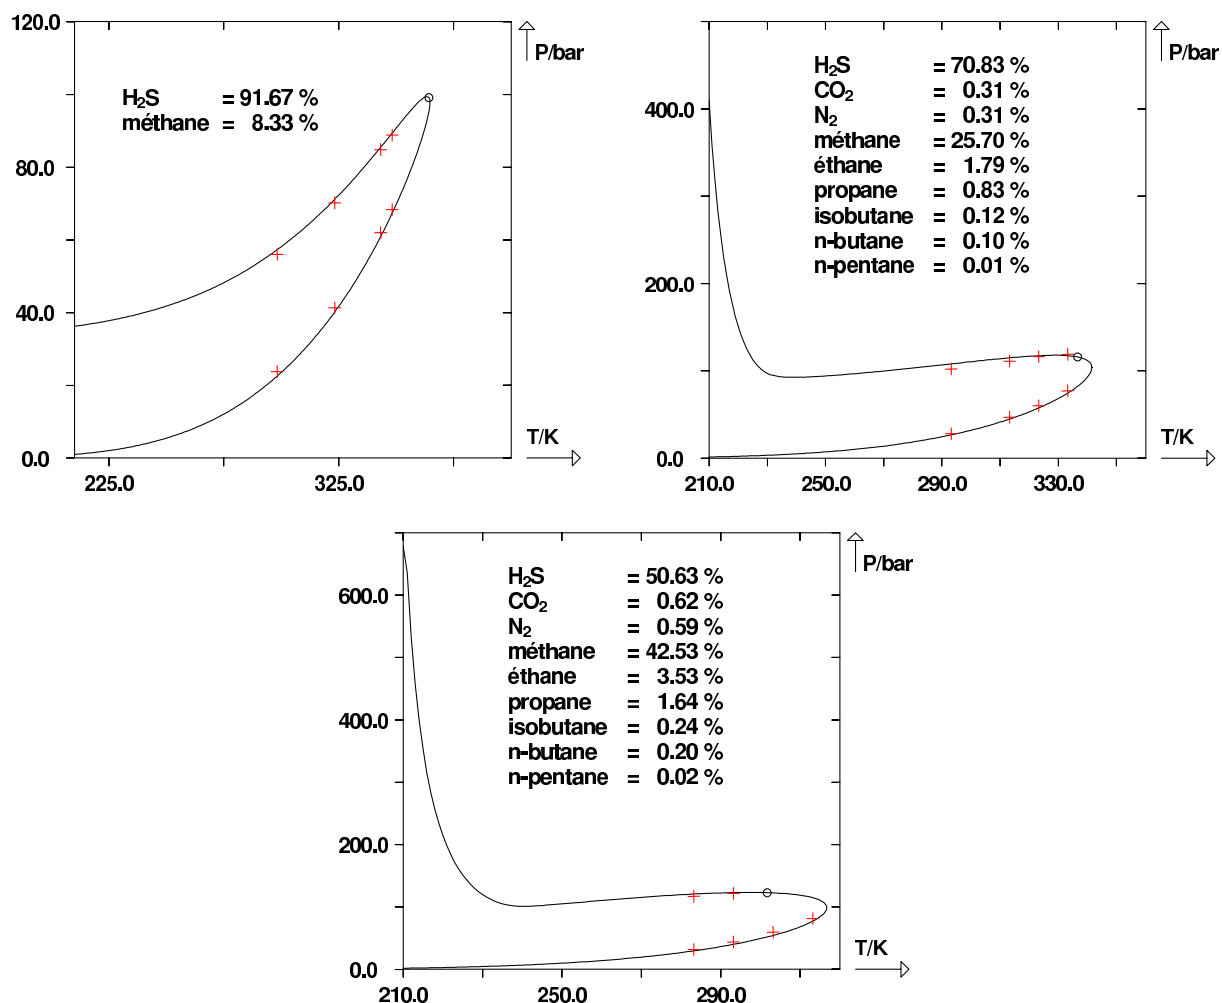 120.0
P/bar
H₂S = 91.67 %
méthane = 8.33 %
80.0
40.0
T/K
0.0
225.0 325.0
P/bar
H₂S = 70.83 %
CO₂ = 0.31 %
400.0
N₂ = 0.31 %
méthane = 25.70 %
éthane = 1.79 %
propane = 0.83 %
isobutane = 0.12 %
n-butane = 0.10 %
n-pentane = 0.01 %
200.0
T/K
0.0
210.0 250.0 290.0 330.0
P/bar
H₂S = 50.63 %
600.0
CO₂ = 0.62 %
N₂ = 0.59 %
méthane = 42.53 %
éthane = 3.53 %
propane = 1.64 %
400.0
isobutane = 0.24 %
n-butane = 0.20 %
n-pentane = 0.02 %
200.0
T/K
0.0
210.0 250.0 290.0